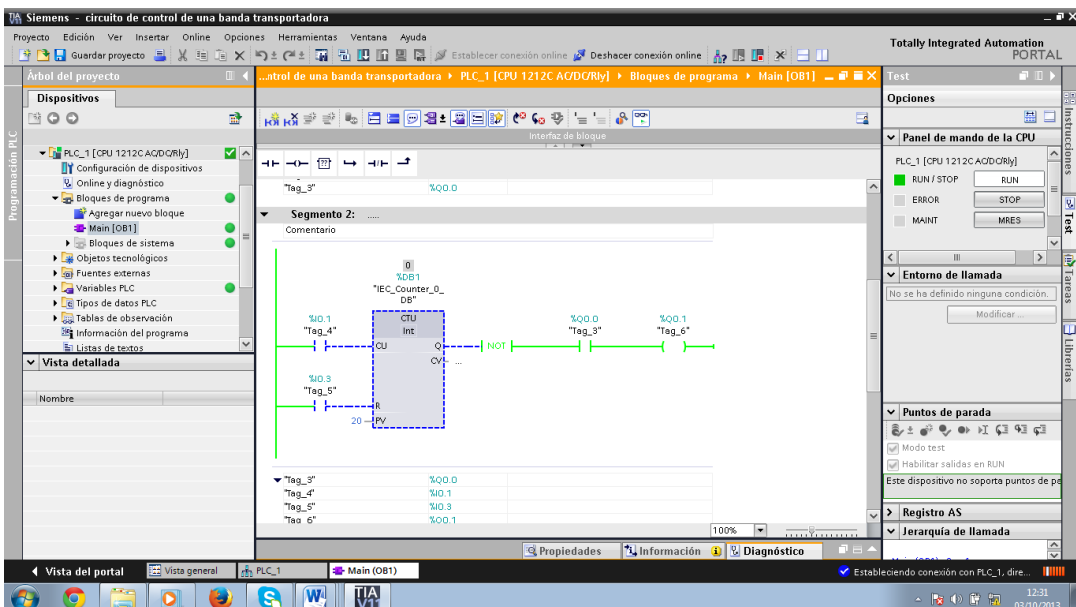 Siemens - circuito de control de una banda transportadora
Proyecto Edición Ver Insertar Online Opciones Herramientas Ventana Ayuda
Guardar proyecto
Establecer conexión online
Deshacer conexión online
Totally Integrated Automation
PORTAL
Árbol del proyecto
...ntrol de una banda transportadora PLC_1 [CPU 1212C AC/DC/Rly] Bloques de programa Main [OB1]
Test
Dispositivos
Opciones
Programación PLC
PLC_1 [CPU 1212C AC/DC/Rly]
Configuración de dispositivos
Online y diagnóstico
Bloques de programa
Agregar nuevo bloque
Main [OB1]
Bloques de sistema
Objetos tecnológicos
Fuentes externas
Variables PLC
Tipos de datos PLC
Tablas de observación
Información del programa
Listas de textos
Vista detallada
Nombre
Interfaz de bloque
??
"Tag_3" %Q0.0
Segmento 2: .....
Comentario
0
%DB1
"IEC_Counter_0_
DB"
CTU
Int
%I0.1
"Tag_4"
CU
Q
CV
...
NOT
%Q0.0
"Tag_3"
%Q0.1
"Tag_6"
%I0.3
"Tag_5"
R
20
PV
"Tag_3" %Q0.0
"Tag_4" %I0.1
"Tag_5" %I0.3
"Tag_6" %Q0.1
100%
Propiedades
Información
Diagnóstico
Panel de mando de la CPU
PLC_1 [CPU 1212C AC/DC/Rly]
RUN / STOP RUN
ERROR STOP
MAINT MRES
Entorno de llamada
No se ha definido ninguna condición.
Modificar ...
Puntos de parada
Modo test
Habilitar salidas en RUN
Este dispositivo no soporta puntos de pa
Registro AS
Jerarquía de llamada
Instrucciones
Test
Tareas
Librerías
Vista del portal
Vista general
PLC_1
Main (OB1)
Estableciendo conexión con PLC_1, dire...
TIA
V11
12:31
03/10/2013